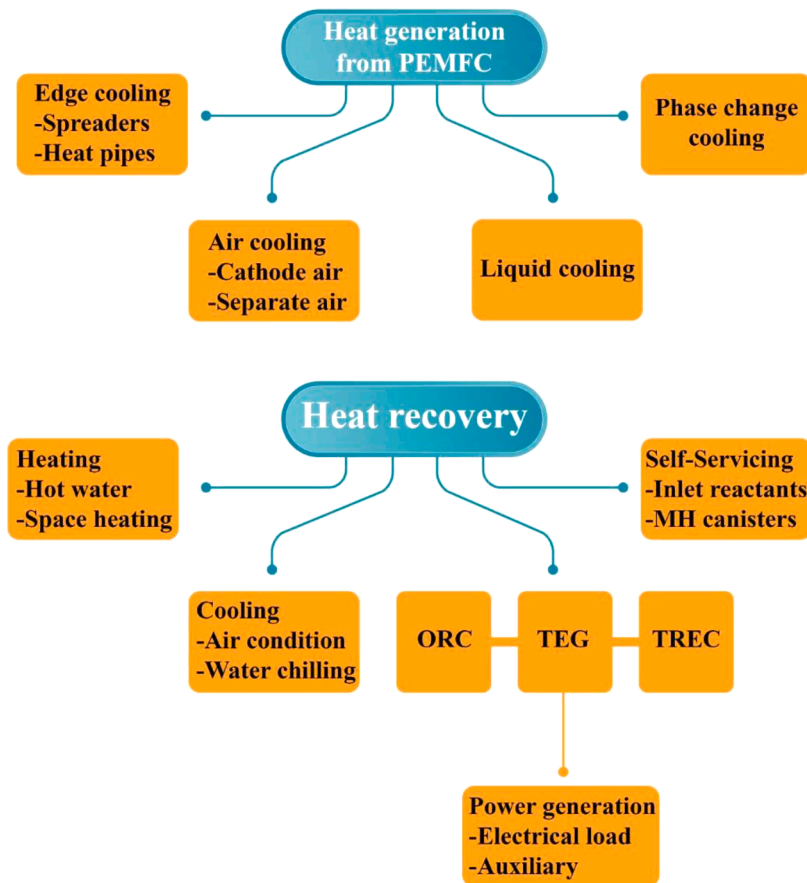 Heat generation
from PEMFC
Edge cooling
-Spreaders
-Heat pipes
Phase change
cooling
Air cooling
-Cathode air
-Separate air
Liquid cooling
Heat recovery
Heating
-Hot water
-Space heating
Self-Servicing
-Inlet reactants
-MH canisters
Cooling
-Air condition
-Water chilling
ORC
TEG
TREC
Power generation
-Electrical load
-Auxiliary